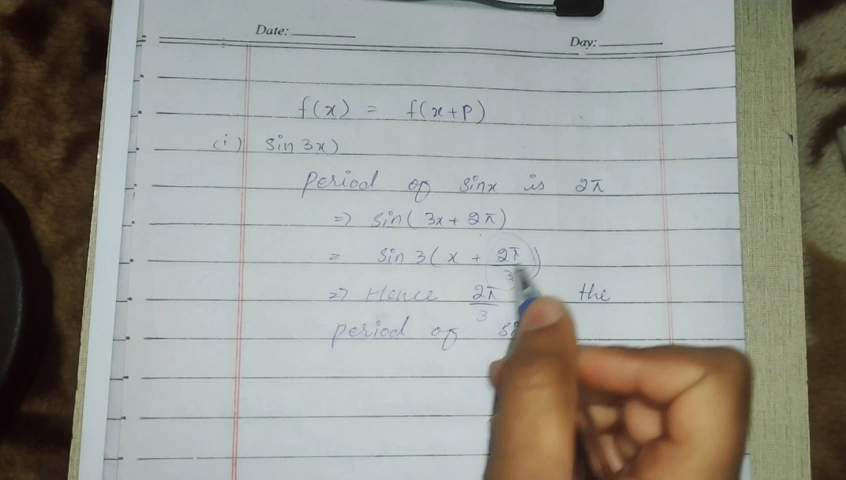 Date:
Day:
f(x) = f(x+P)
(i) sin 3x)
Period of sinx is 2π
=> sin( 3x + 2π)
= sin 3( x + 2π/3)
=> Hence 2π/3 the
period of